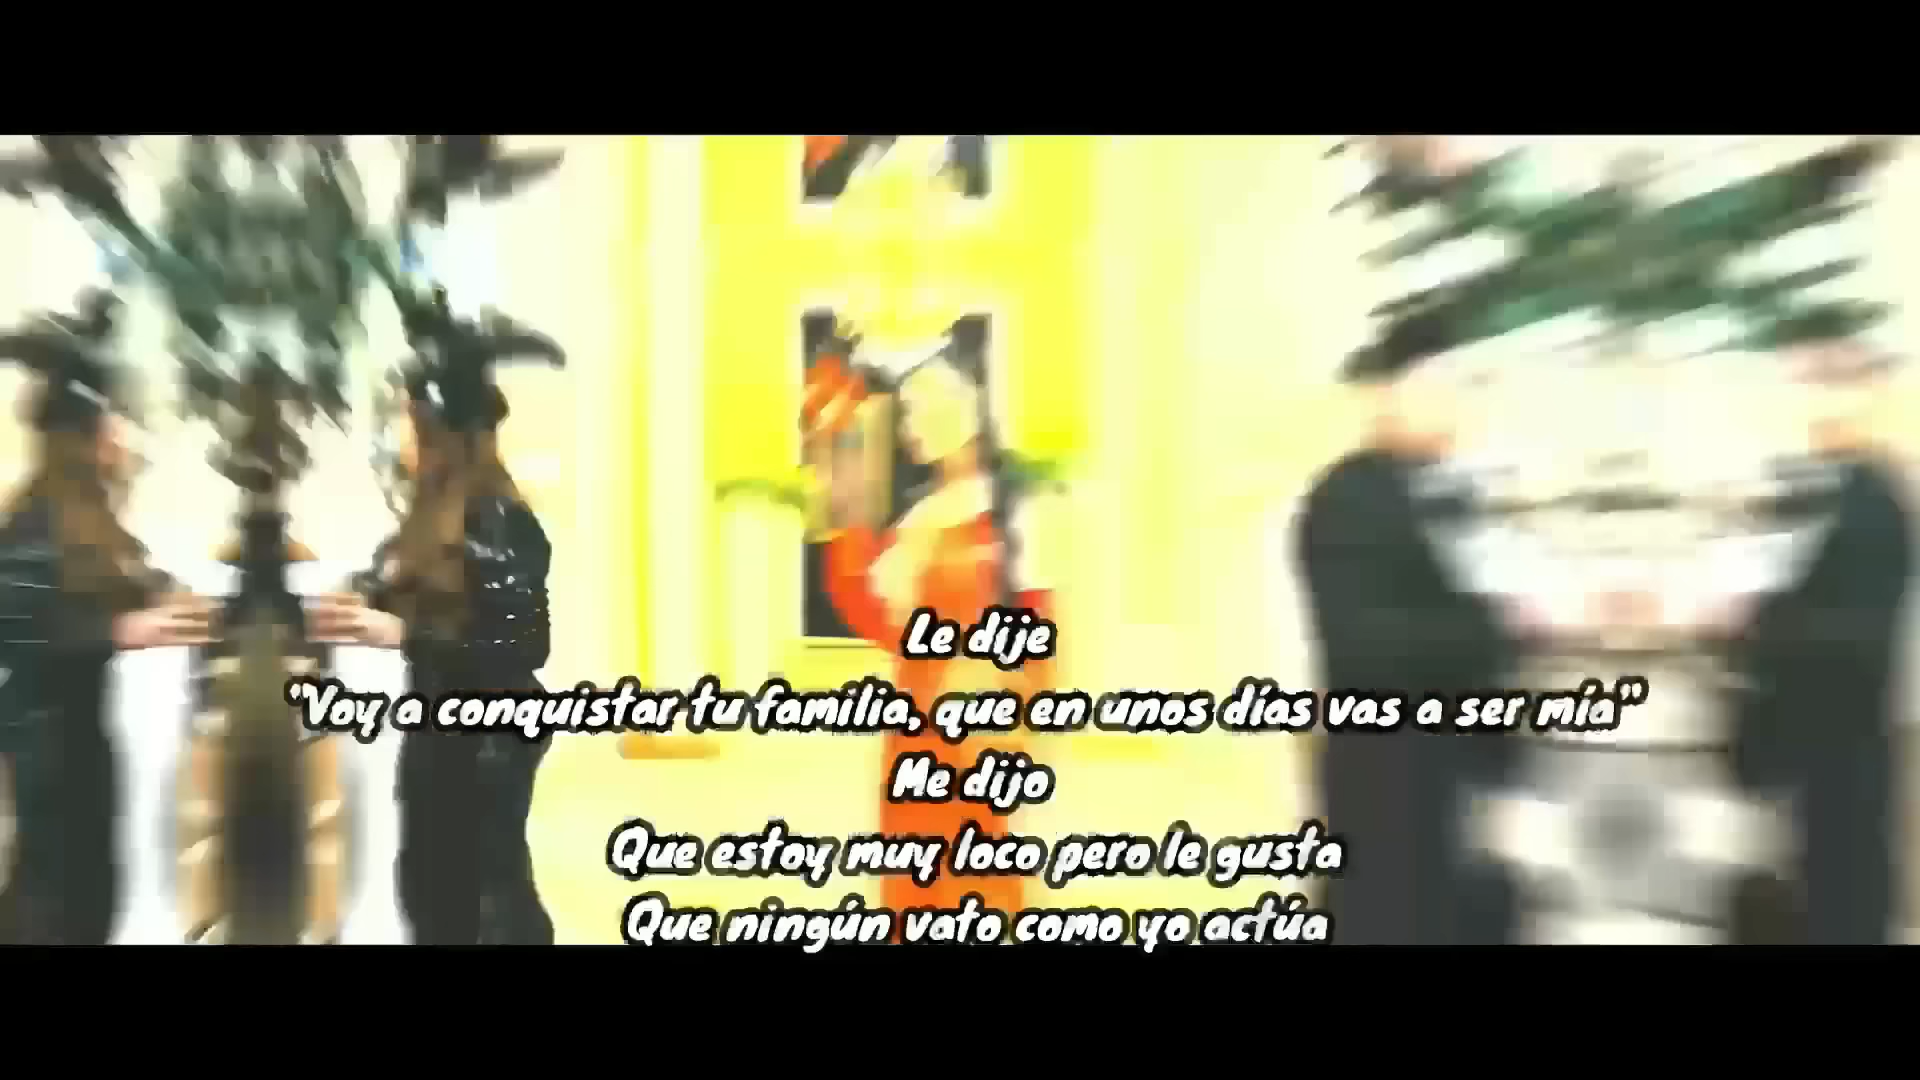 Le dije
"Voy a conquistar tu familia, que en unos días vas a ser mía"
Me dijo
Que estoy muy loco pero le gusta
Que ningún vato como yo actúa